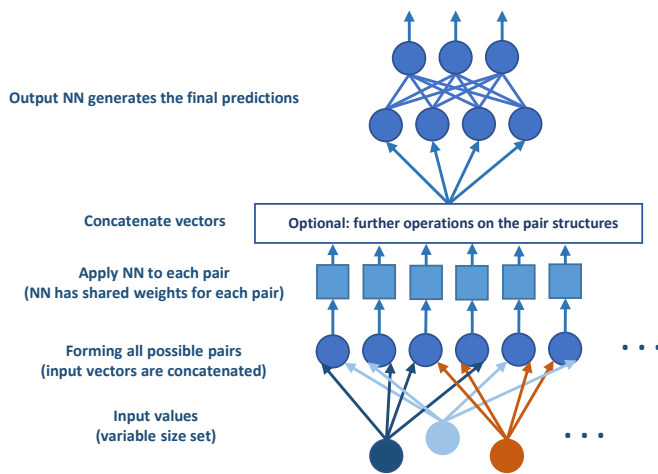 Output NN generates the final predictions
Concatenate vectors
Optional: further operations on the pair structures
Apply NN to each pair
(NN has shared weights for each pair)
Forming all possible pairs
(input vectors are concatenated)
. . .
Input values
(variable size set)
. . .